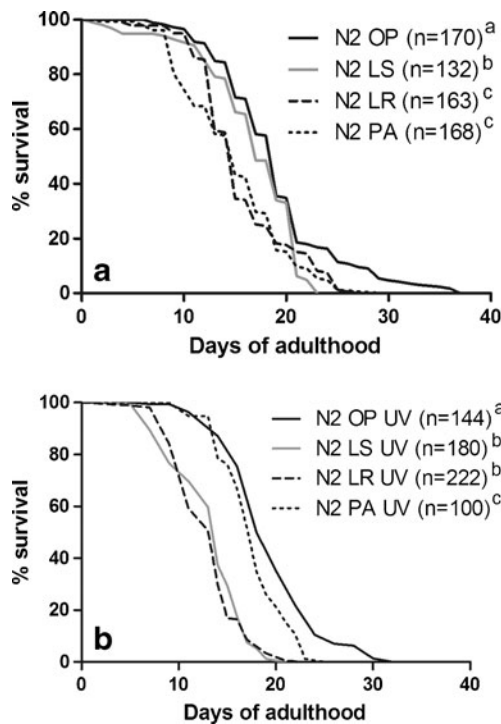 100
80
60
40
20
0
% survival
N2 OP (n=170)a
N2 LS (n=132)b
N2 LR (n=163)c
N2 PA (n=168)c
a
0 10 20 30 40
Days of adulthood
100
80
60
40
20
0
% survival
N2 OP UV (n=144)a
N2 LS UV (n=180)b
N2 LR UV (n=222)b
N2 PA UV (n=100)c
b
0 10 20 30 40
Days of adulthood